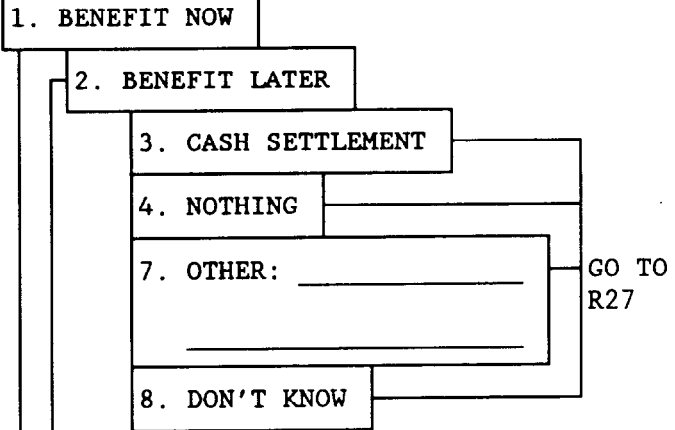 1. BENEFIT NOW
2. BENEFIT LATER
3. CASH SETTLEMENT
4. NOTHING
7. OTHER:
GO TO
R27
8. DON'T KNOW